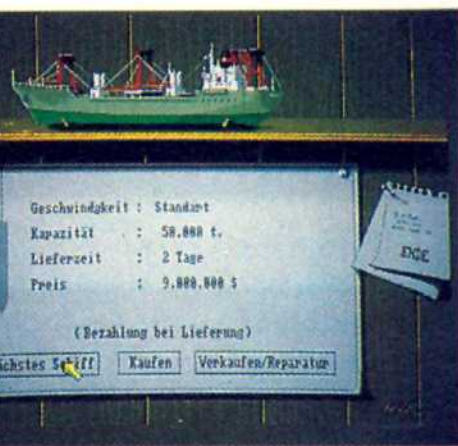 Geschwindgkeit : Standart
Kapazität : 50.000 t.
Lieferzeit : 2 Tage
Preis : 9.000.000 $
(Bezahlung bei Lieferung)
ächstes Schiff Kaufen Verkaufen/Reparatur
ENDE